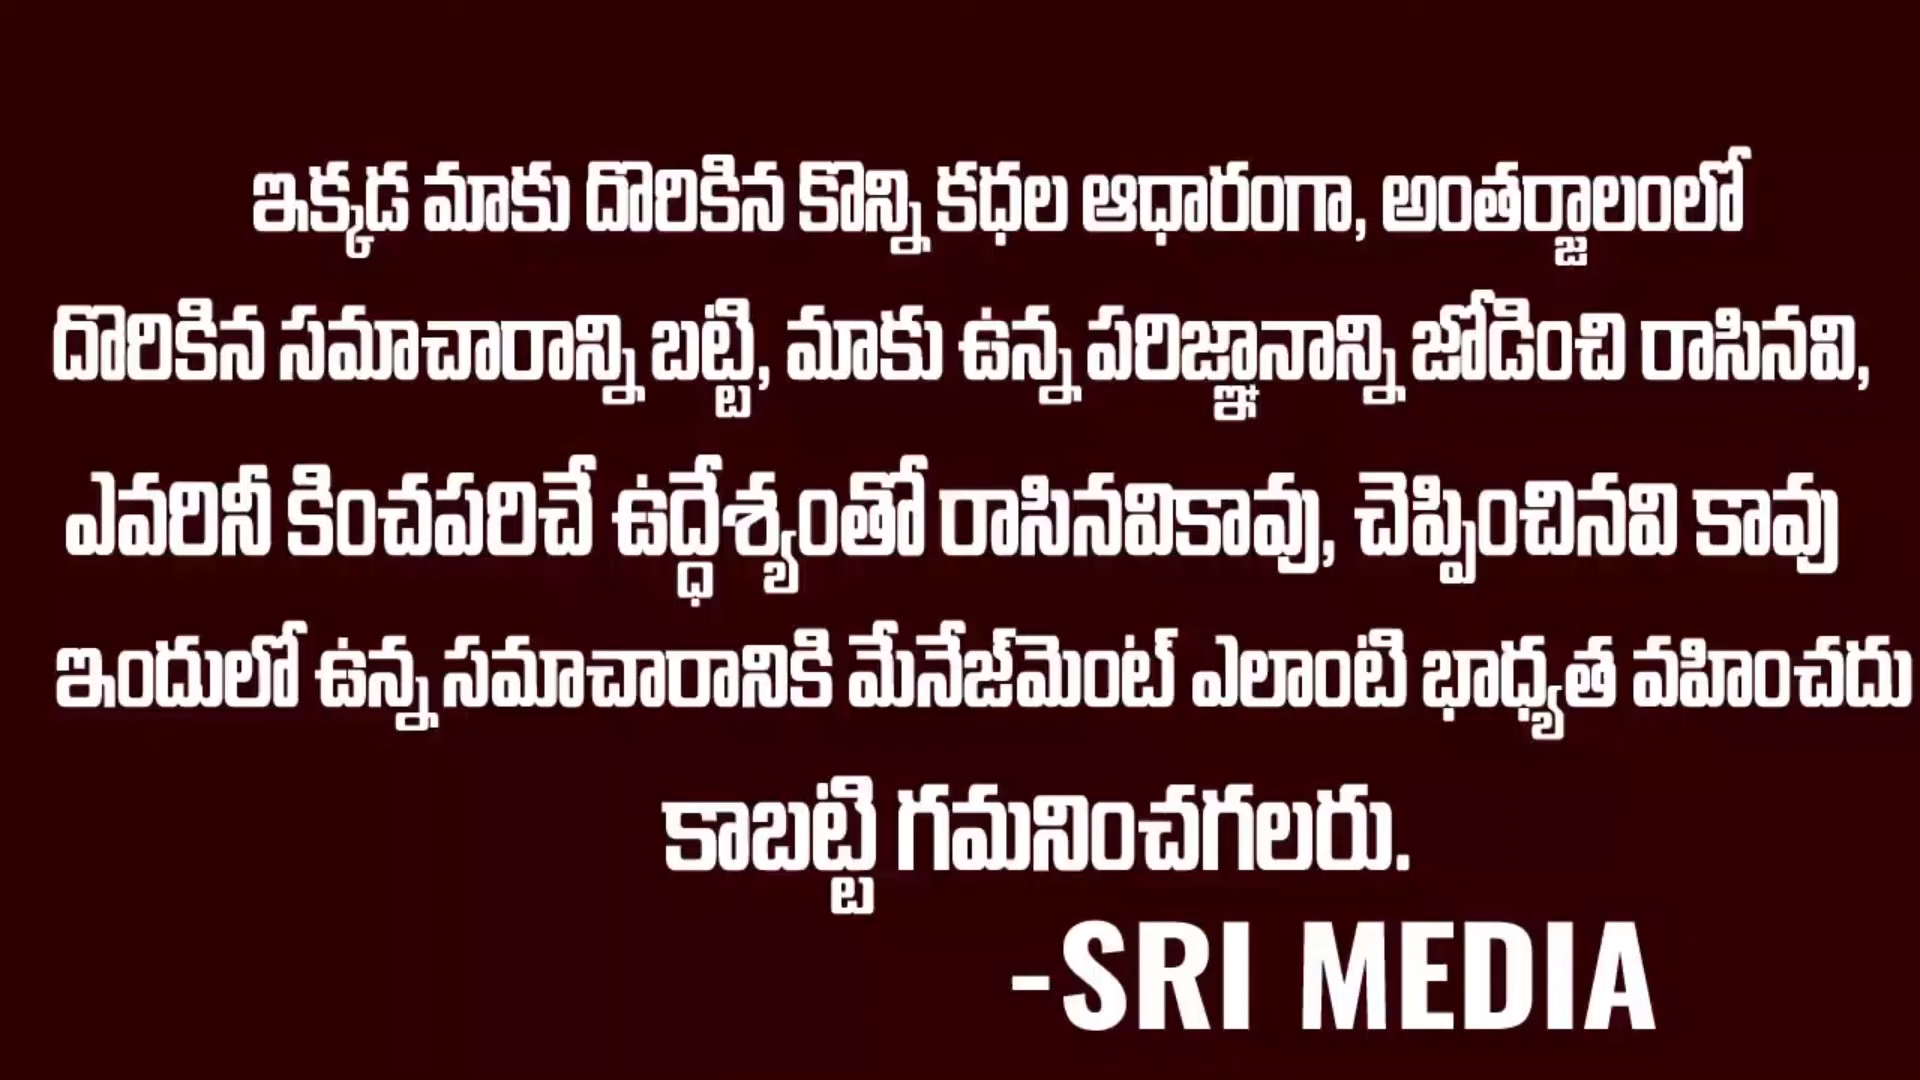 ఇక్కడ మాకు దొరికిన కొన్ని కధల ఆధారంగా, అంతర్జాలంలో
దొరికిన సమాచారాన్ని బట్టి, మాకు ఉన్న పరిజ్ఞానాన్ని జోడించి రాసినవి,
ఎవరినీ కించపరిచే ఉద్ధేశ్యంతో రాసినవికావు, చెప్పించినవి కావు
ఇందులో ఉన్న సమాచారానికి మేనేజ్‌మెంట్ ఎలాంటి భాధ్యత వహించదు
కాబట్టి గమనించగలరు.
-SRI MEDIA